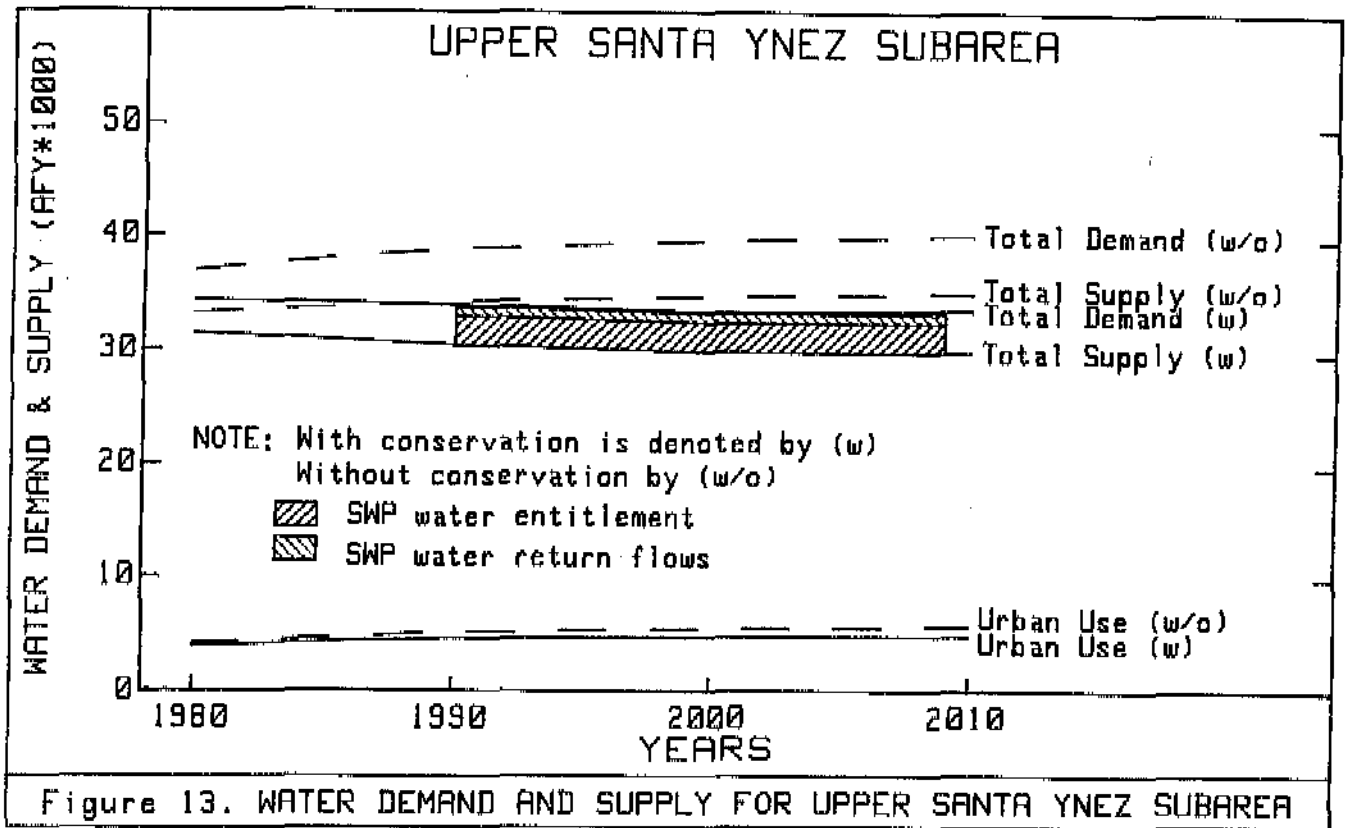 UPPER SANTA YNEZ SUBAREA
WATER DEMAND & SUPPLY (AFY*1000)
50
40
30
20
10
0
Total Demand (w/o)
Total Supply (w/o)
Total Demand (w)
Total Supply (w)
NOTE: With conservation is denoted by (w)
Without conservation by (w/o)
SWP water entitlement
SWP water return flows
Urban Use (w/o)
Urban Use (w)
1980 1990 2000 2010
YEARS
Figure 13. WATER DEMAND AND SUPPLY FOR UPPER SANTA YNEZ SUBAREA